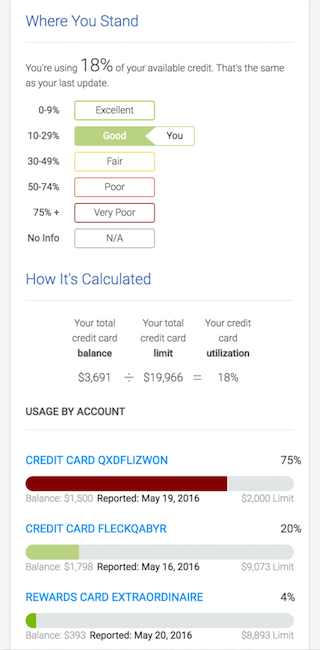 Where You Stand
You're using 18% of your available credit. That's the same
as your last update.
0-9% Excellent
10-29% Good You
30-49% Fair
50-74% Poor
75% + Very Poor
No Info N/A
How It's Calculated
Your total Your total Your credit
credit card credit card card
balance limit utilization
$3,691 ÷ $19,966 = 18%
USAGE BY ACCOUNT
CREDIT CARD QXDFLIZWON 75%
Balance: $1,500 Reported: May 19, 2016 $2,000 Limit
CREDIT CARD FLECKQABYR 20%
Balance: $1,798 Reported: May 16, 2016 $9,073 Limit
REWARDS CARD EXTRAORDINAIRE 4%
Balance: $393 Reported: May 20, 2016 $8,893 Limit